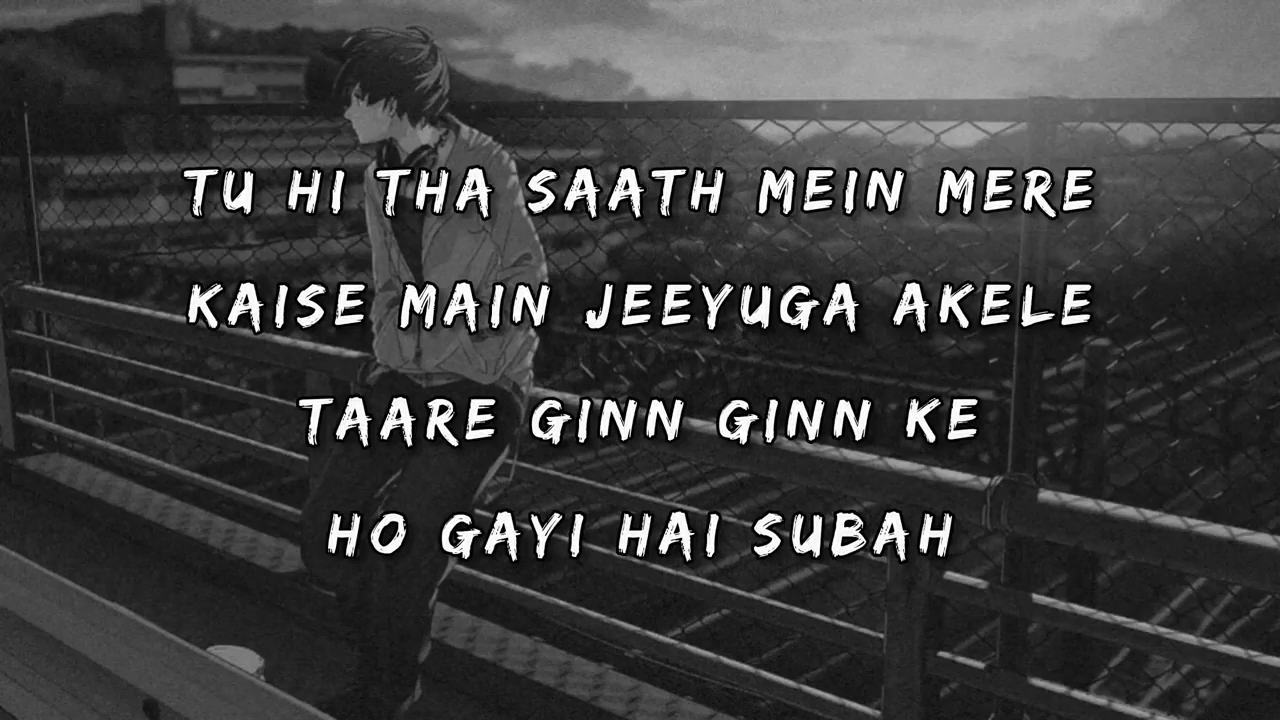 TU HI THA SAATH MEIN MERE
KAISE MAIN JEEYUGA AKELE
TAARE GINN GINN KE
HO GAYI HAI SUBAH